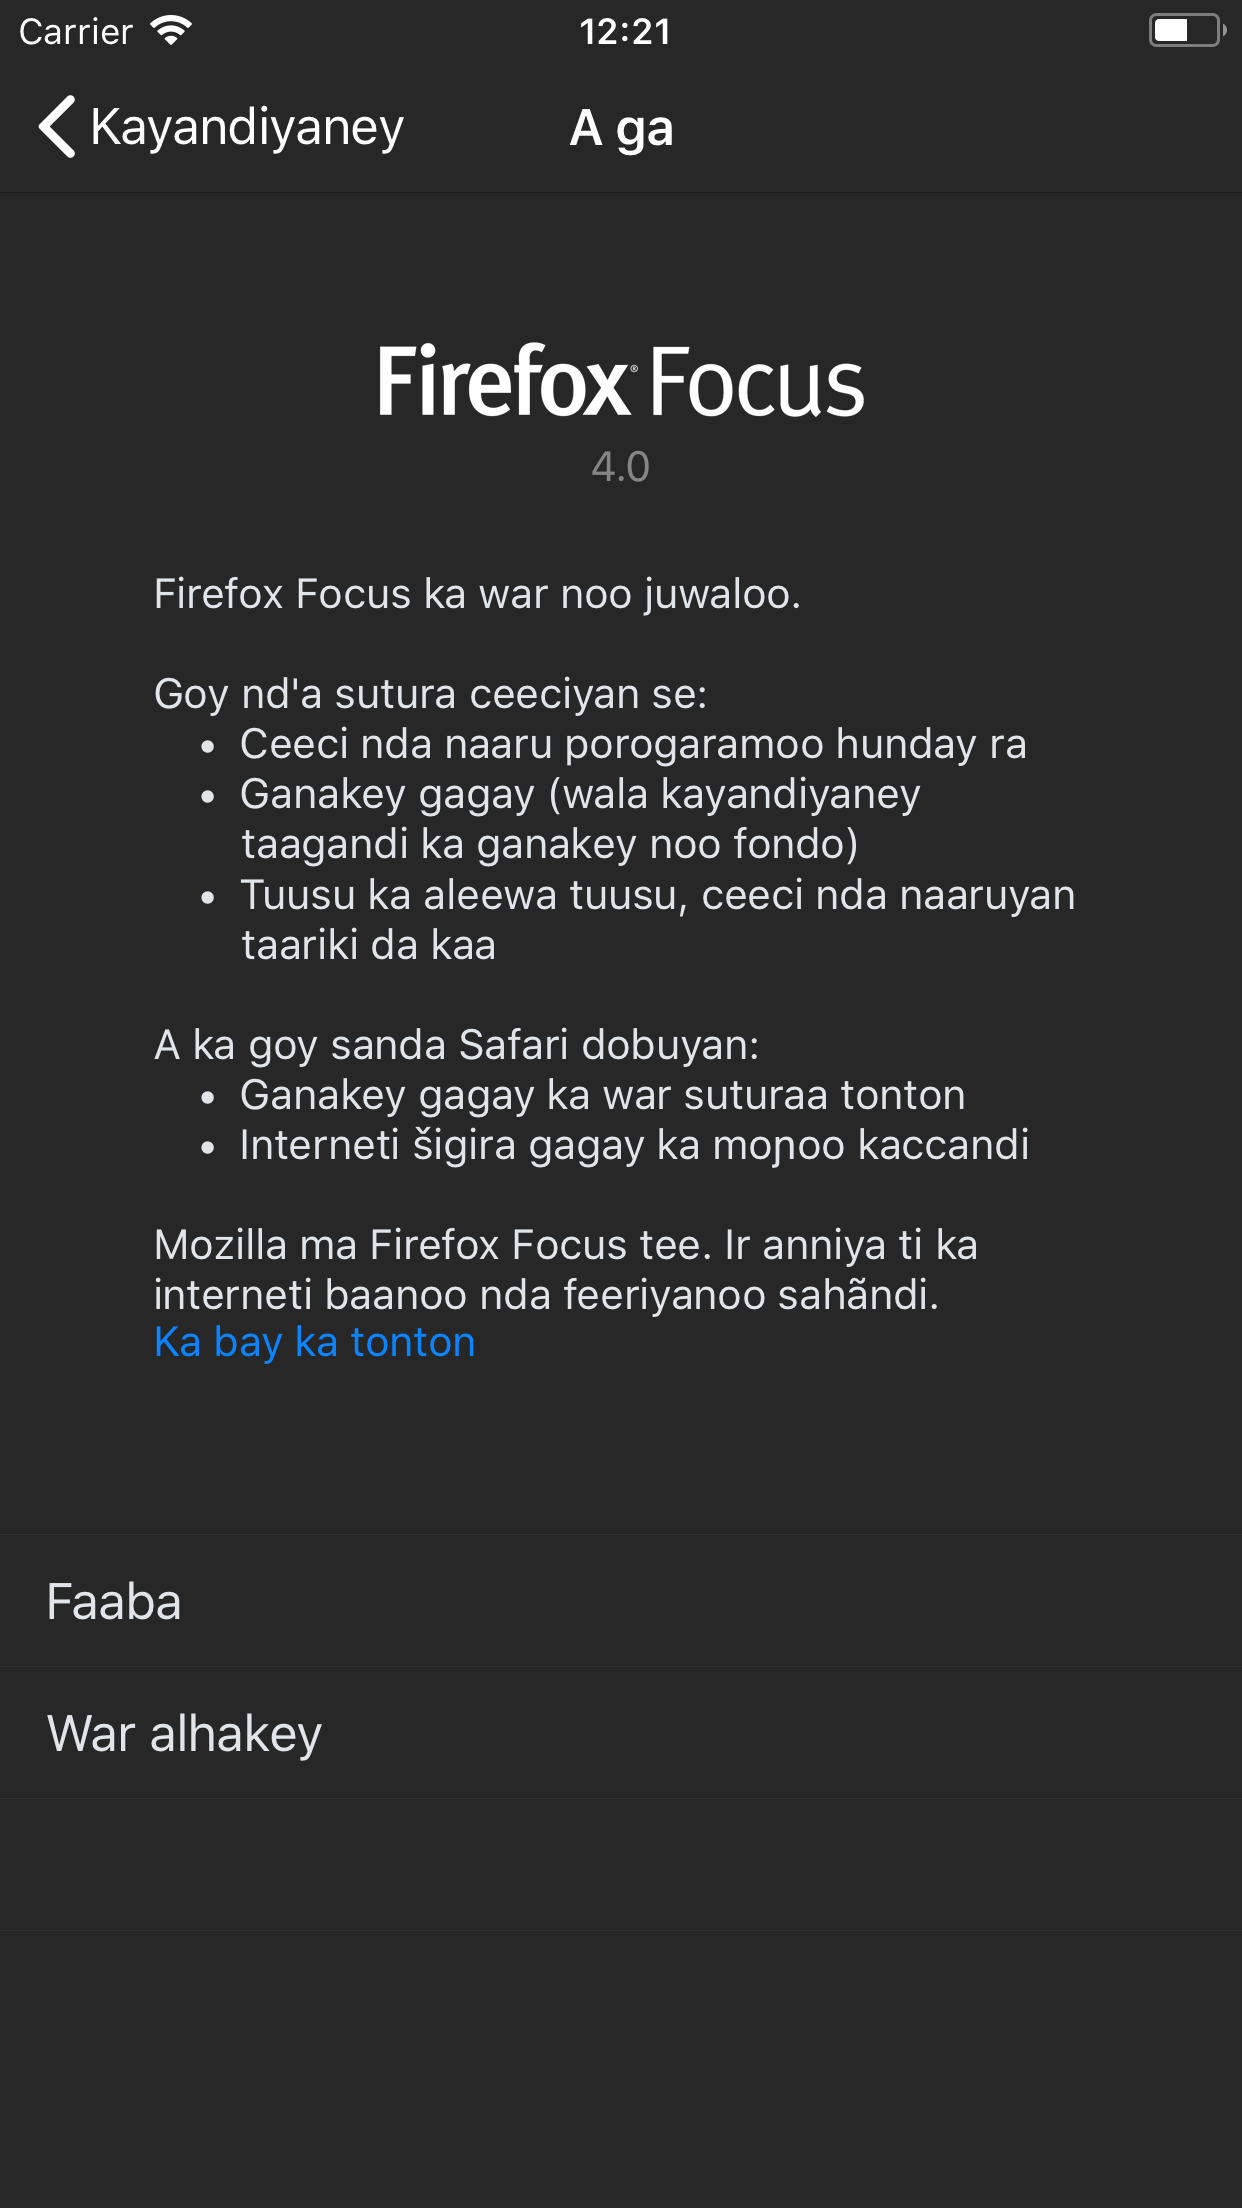 Carrier
12:21
Kayandiyaney
A ga
Firefox® Focus
4.0
Firefox Focus ka war noo juwaloo.
Goy nd'a sutura ceeciyan se:
• Ceeci nda naaru porogaramoo hunday ra
• Ganakey gagay (wala kayandiyaney
taagandi ka ganakey noo fondo)
• Tuusu ka aleewa tuusu, ceeci nda naaruyan
taariki da kaa
A ka goy sanda Safari dobuyan:
• Ganakey gagay ka war suturaa tonton
• Interneti šigira gagay ka moɲoo kaccandi
Mozilla ma Firefox Focus tee. Ir anniya ti ka
interneti baanoo nda feeriyanoo sahãndi.
Ka bay ka tonton
Faaba
War alhakey